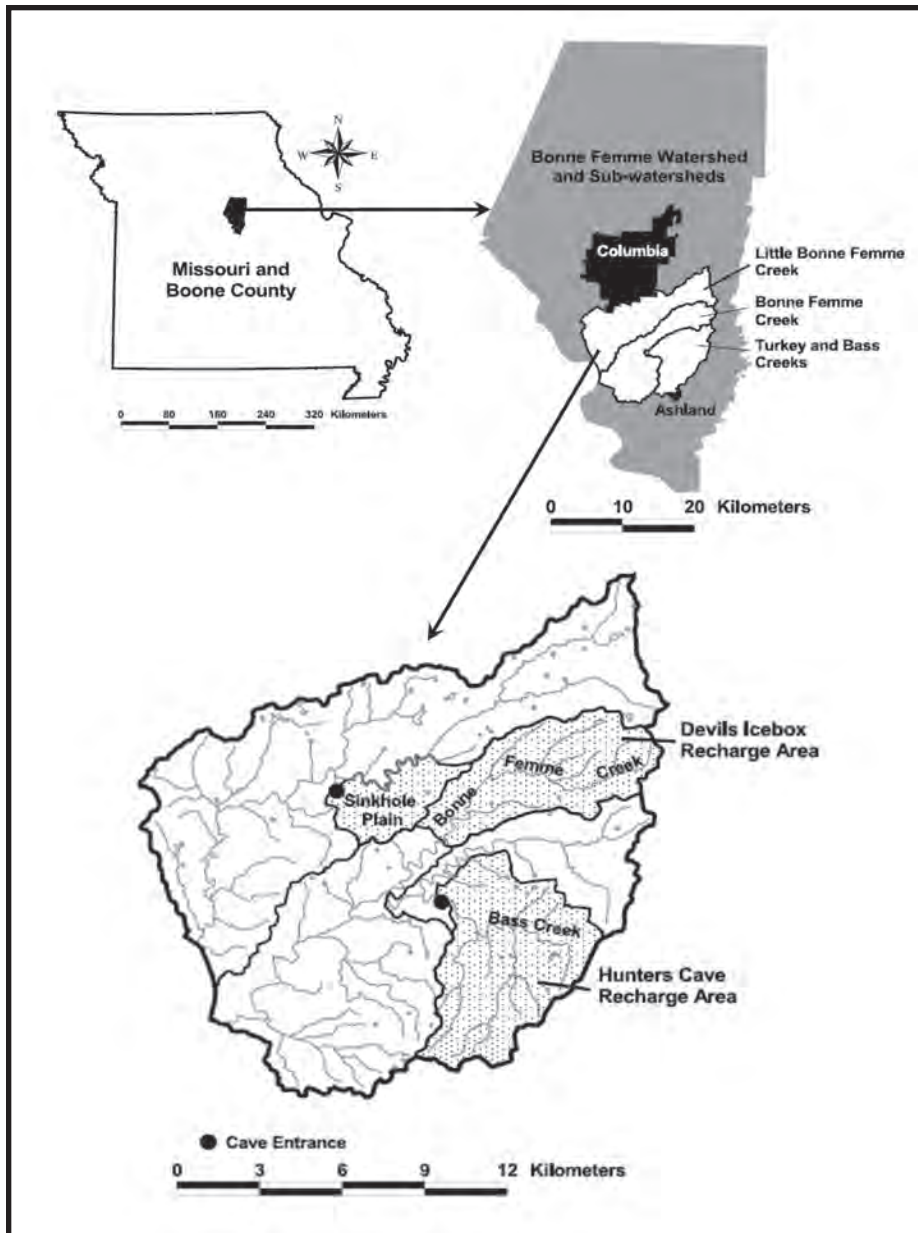 N
W E
S
Missouri and
Boone County
0 80 160 240 320 Kilometers
Bonne Femme Watershed
and Sub-watersheds
Columbia
Little Bonne Femme
Creek
Bonne Femme
Creek
Turkey and Bass
Creeks
Ashland
0 10 20 Kilometers
Devils Icebox
Recharge Area
Bonne Femme Creek
Sinkhole
Plain
Bass Creek
Hunters Cave
Recharge Area
Cave Entrance
0 3 6 9 12 Kilometers